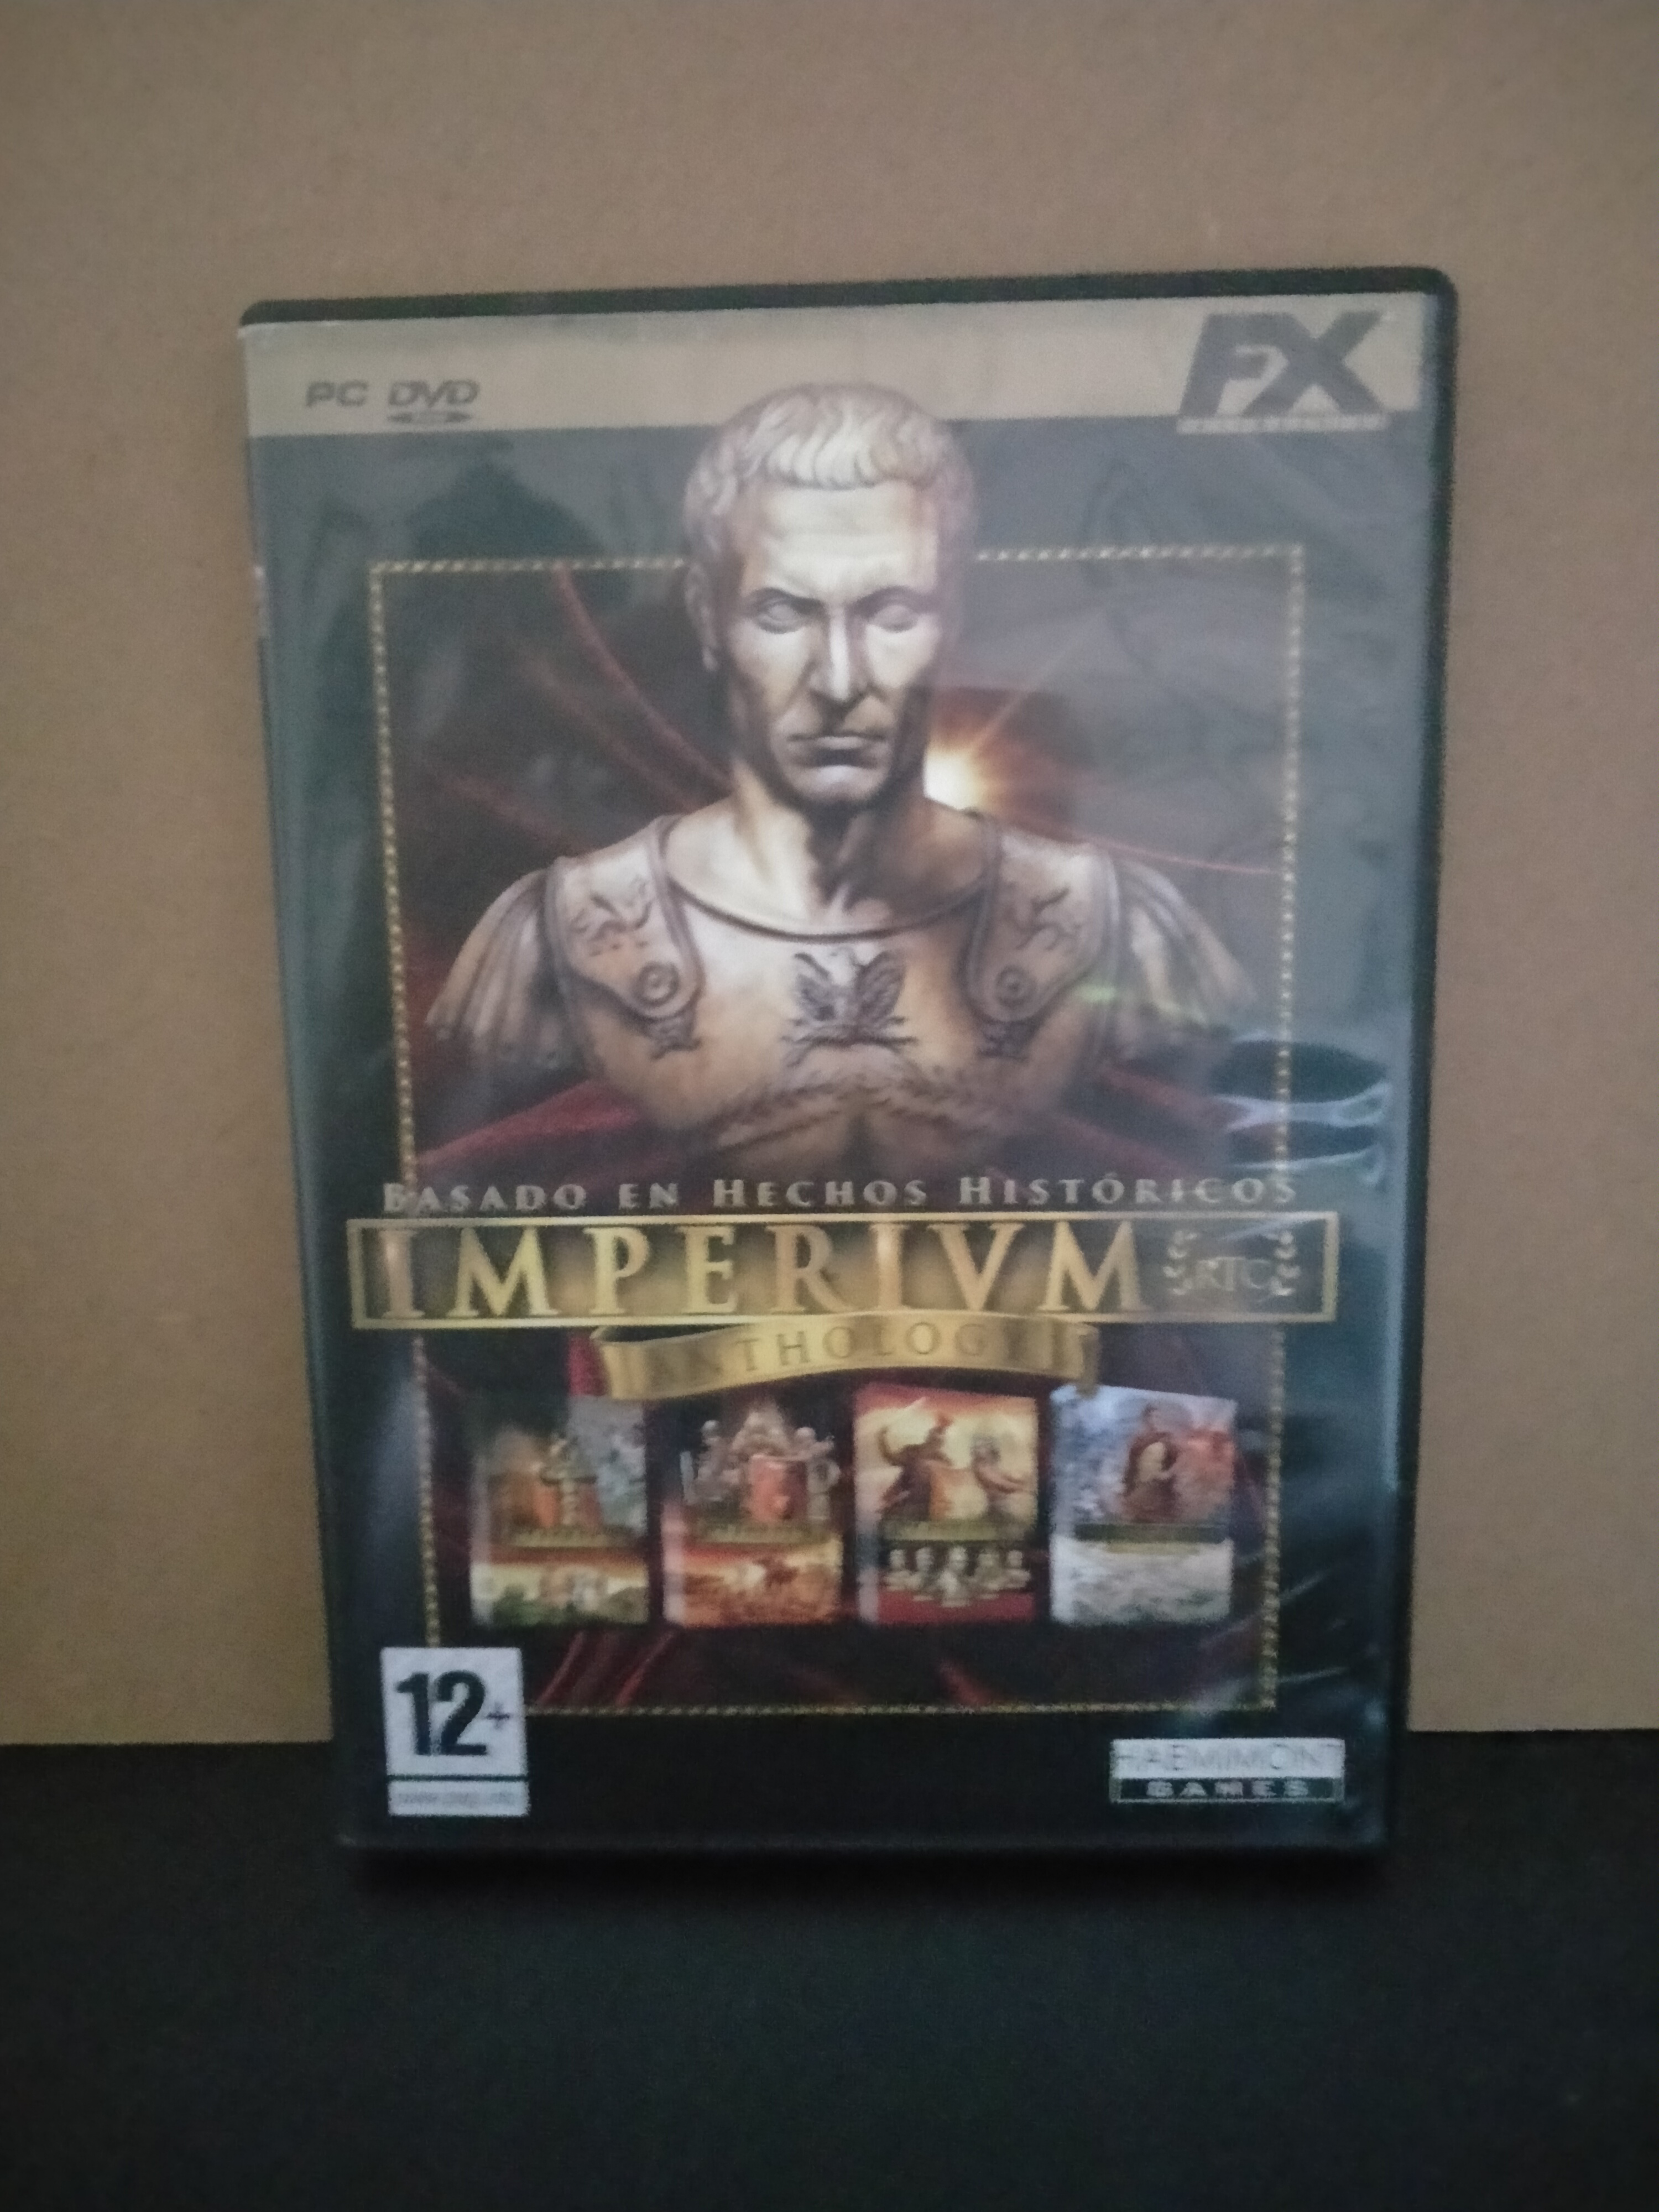 PC DVD
FX
BASADO EN HECHOS HISTÓRICOS
IMPERIVM RTC
ANTHOLOGY
12+
HAEMIMONT
GAMES